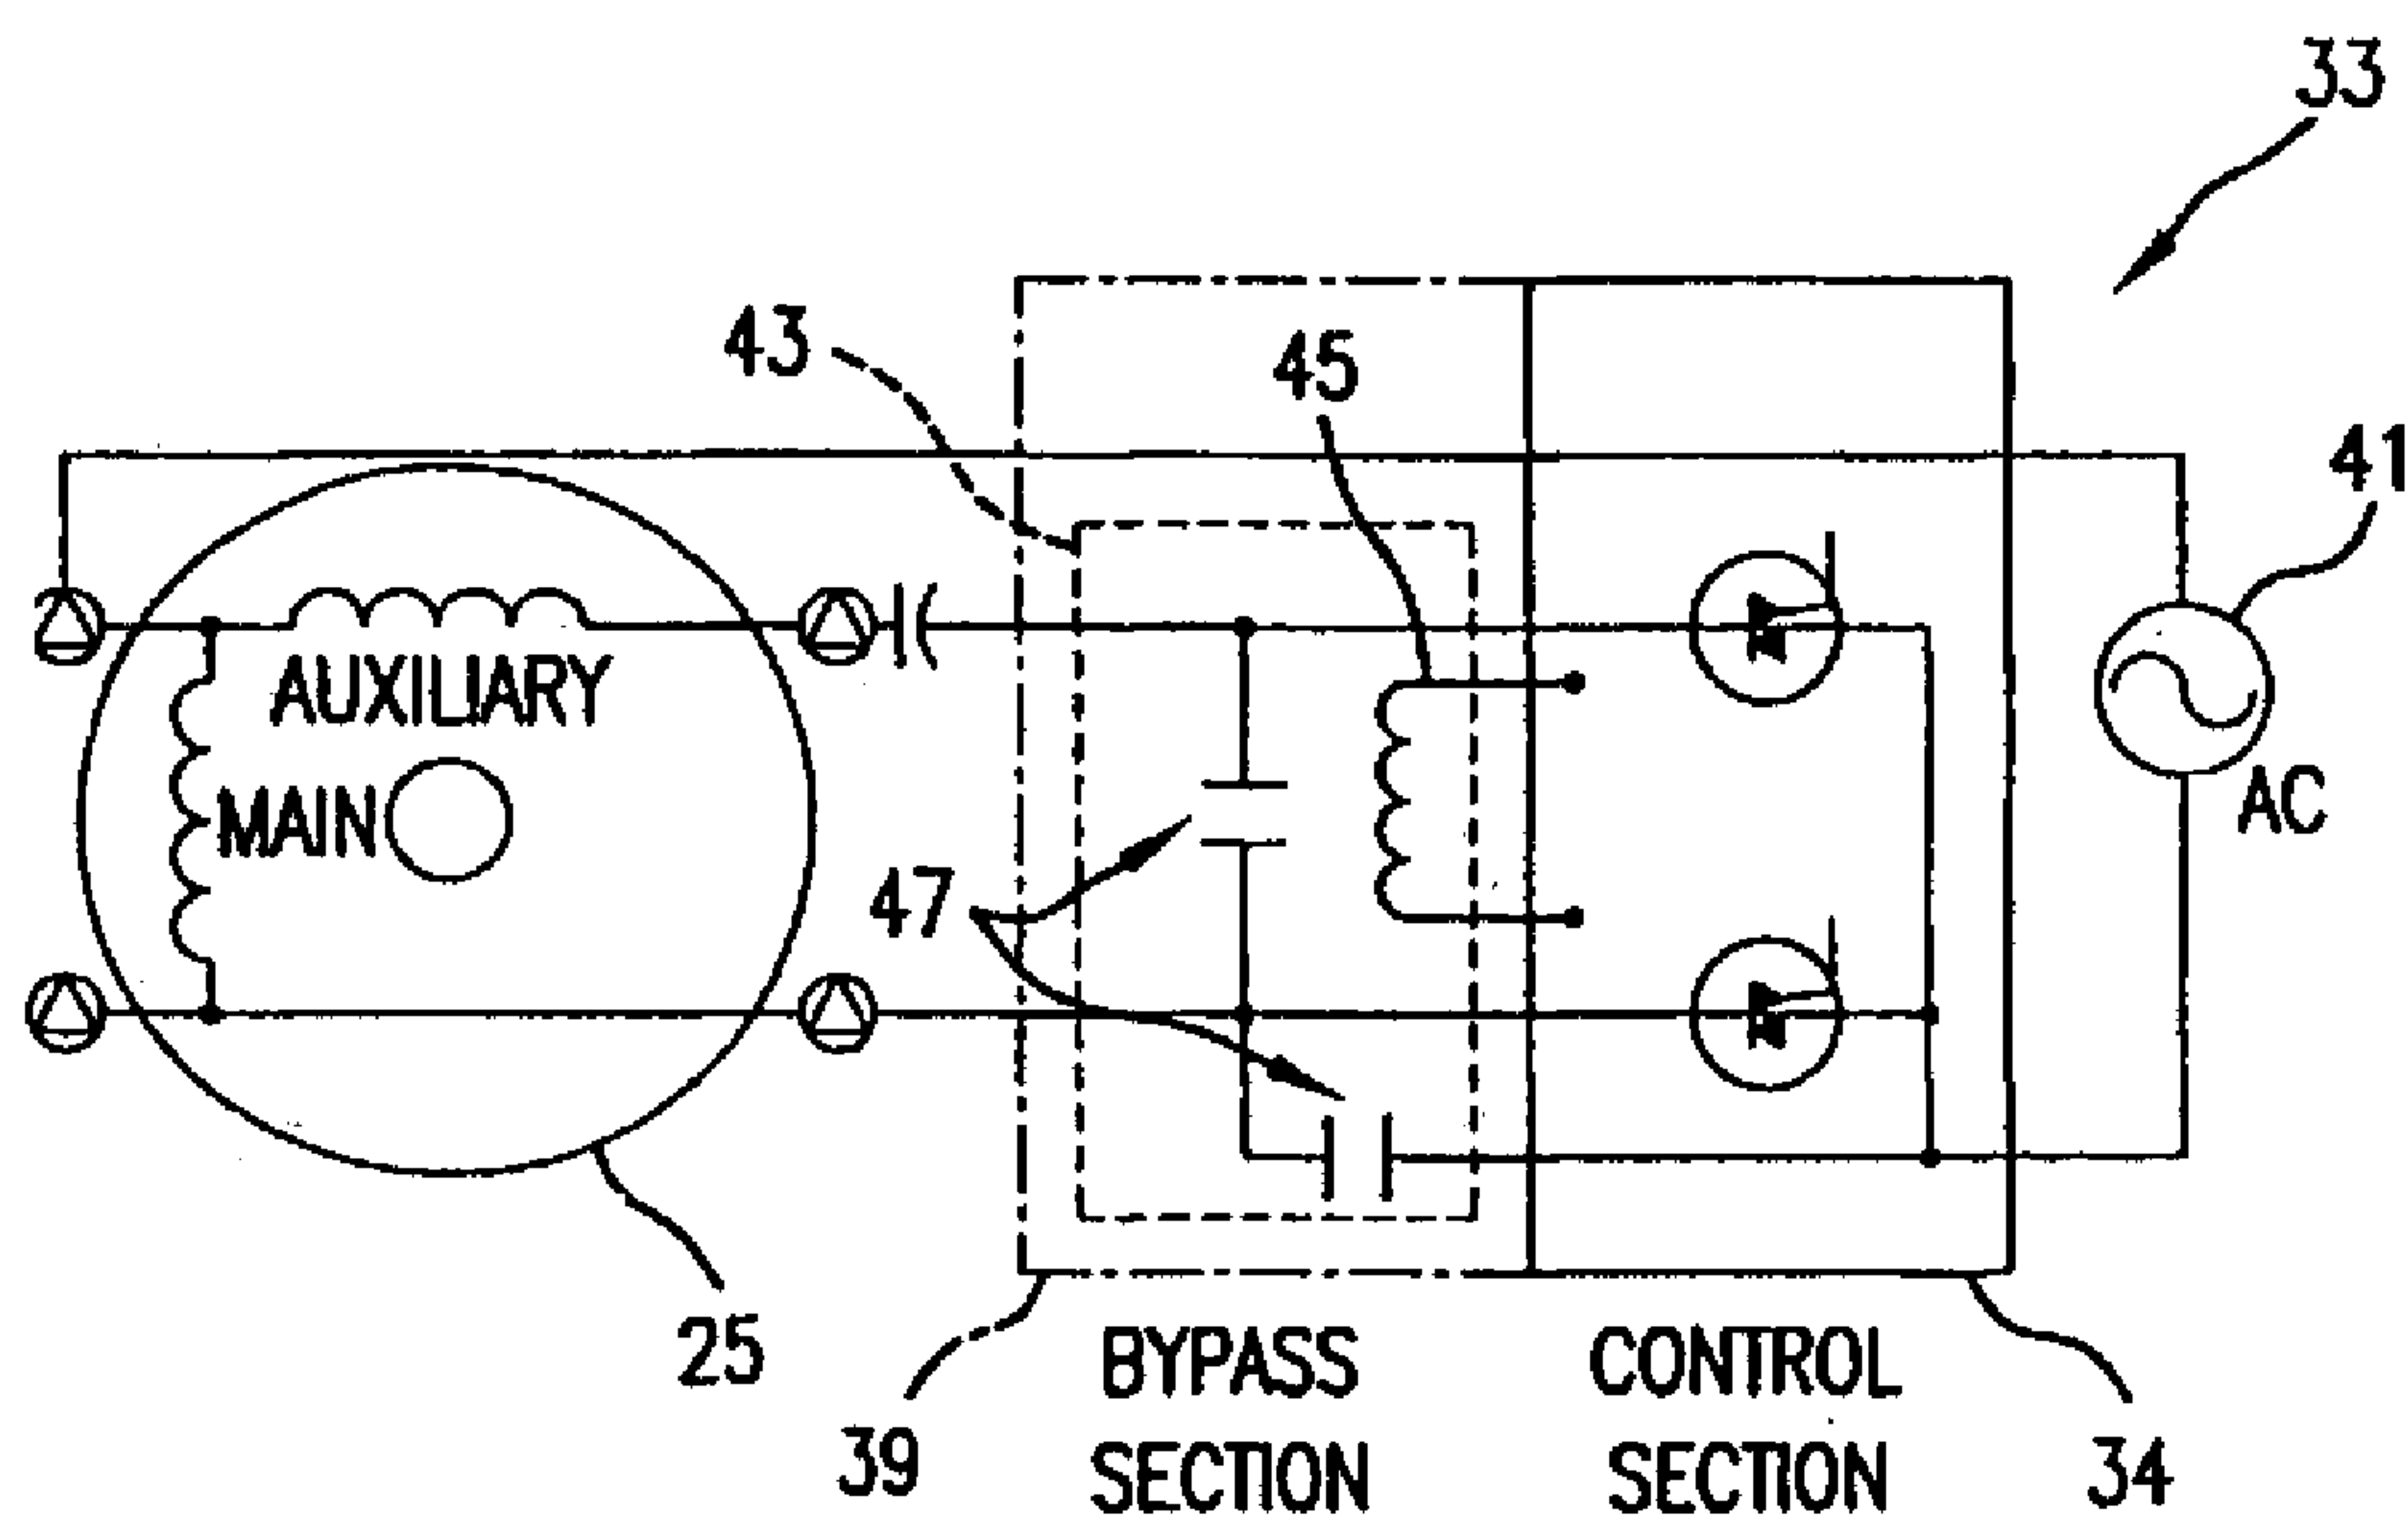 33
43
45
41
AUXILIARY
MAIN
AC
47
25
BYPASS
SECTION
CONTROL
SECTION
39
34